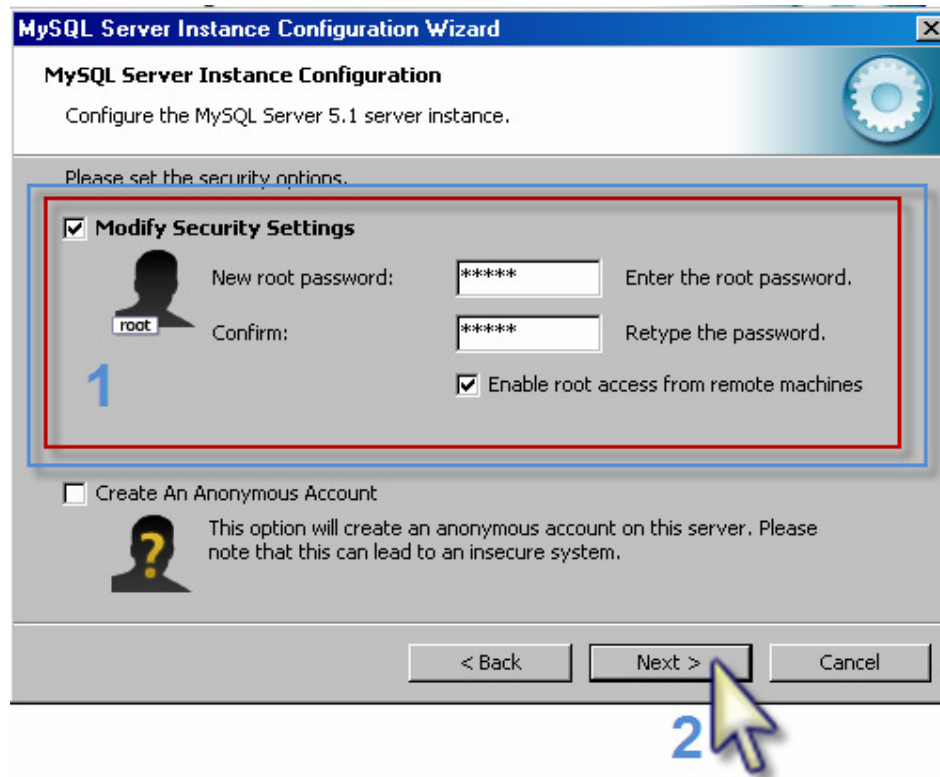 MySQL Server Instance Configuration Wizard
MySQL Server Instance Configuration
Configure the MySQL Server 5.1 server instance.
Please set the security options.
Modify Security Settings
root
New root password: ***** Enter the root password.
Confirm: ***** Retype the password.
Enable root access from remote machines
1
Create An Anonymous Account
This option will create an anonymous account on this server. Please
note that this can lead to an insecure system.
< Back Next > Cancel
2